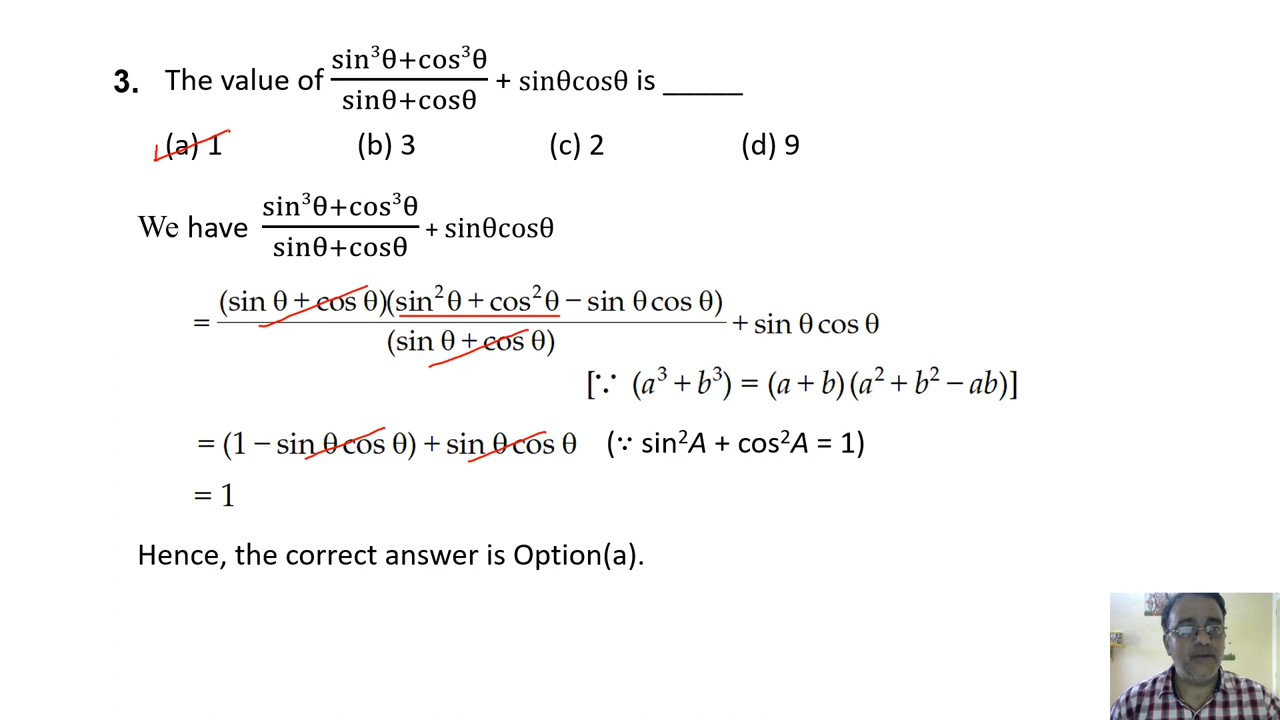 3. The value of (sin³θ+cos³θ)/(sinθ+cosθ) + sinθcosθ is ______
(a) 1 (b) 3 (c) 2 (d) 9
We have (sin³θ+cos³θ)/(sinθ+cosθ) + sinθcosθ
= (sin θ + cos θ)(sin²θ + cos²θ − sin θ cos θ)/(sin θ + cos θ) + sin θ cos θ
[∵ (a³ + b³) = (a + b)(a² + b² − ab)]
= (1 − sin θ cos θ) + sin θ cos θ (∵ sin²A + cos²A = 1)
= 1
Hence, the correct answer is Option(a).